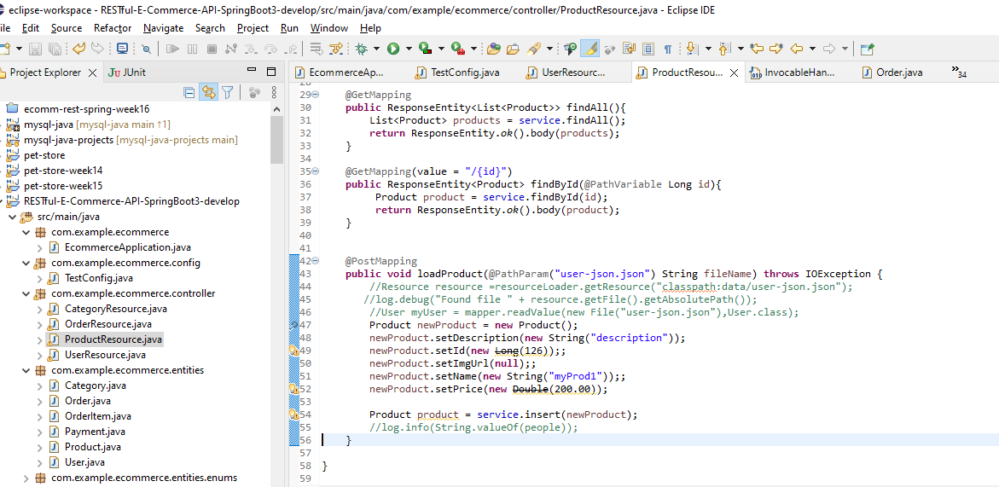 eclipse-workspace - RESTful-E-Commerce-API-SpringBoot3-develop/src/main/java/com/example/ecommerce/controller/ProductResource.java - Eclipse IDE
ile Edit Source Refactor Navigate Search Project Run Window Help
Project Explorer
JUnit
EcommerceAp...
TestConfig.java
UserResourc...
ProductResou...
InvocableHan...
Order.java
34
ecomm-rest-spring-week16
mysql-java [mysql-java main ↑1]
mysql-java-projects [mysql-java-projects main]
pet-store
pet-store-week14
pet-store-week15
RESTful-E-Commerce-API-SpringBoot3-develop
src/main/java
com.example.ecommerce
EcommerceApplication.java
com.example.ecommerce.config
TestConfig.java
com.example.ecommerce.controller
CategoryResource.java
OrderResource.java
ProductResource.java
UserResource.java
com.example.ecommerce.entities
Category.java
Order.java
OrderItem.java
Payment.java
Product.java
User.java
com.example.ecommerce.entities.enums
28
29 @GetMapping
30 public ResponseEntity<List<Product>> findAll(){
31 List<Product> products = service.findAll();
32 return ResponseEntity.ok().body(products);
33 }
34
35 @GetMapping(value = "/{id}")
36 public ResponseEntity<Product> findById(@PathVariable Long id){
37 Product product = service.findById(id);
38 return ResponseEntity.ok().body(product);
39 }
40
41
42 @PostMapping
43 public void loadProduct(@PathParam("user-json.json") String fileName) throws IOException {
44 //Resource resource =resourceLoader.getResource("classpath:data/user-json.json");
45 //log.debug("Found file " + resource.getFile().getAbsolutePath());
46 //User myUser = mapper.readValue(new File("user-json.json"),User.class);
47 Product newProduct = new Product();
48 newProduct.setDescription(new String("description"));
49 newProduct.setId(new Long(126));;
50 newProduct.setImgUrl(null);;
51 newProduct.setName(new String("myProd1"));;
52 newProduct.setPrice(new Double(200.00));
53
54 Product product = service.insert(newProduct);
55 //log.info(String.valueOf(people));
56 }
57
58 }
59